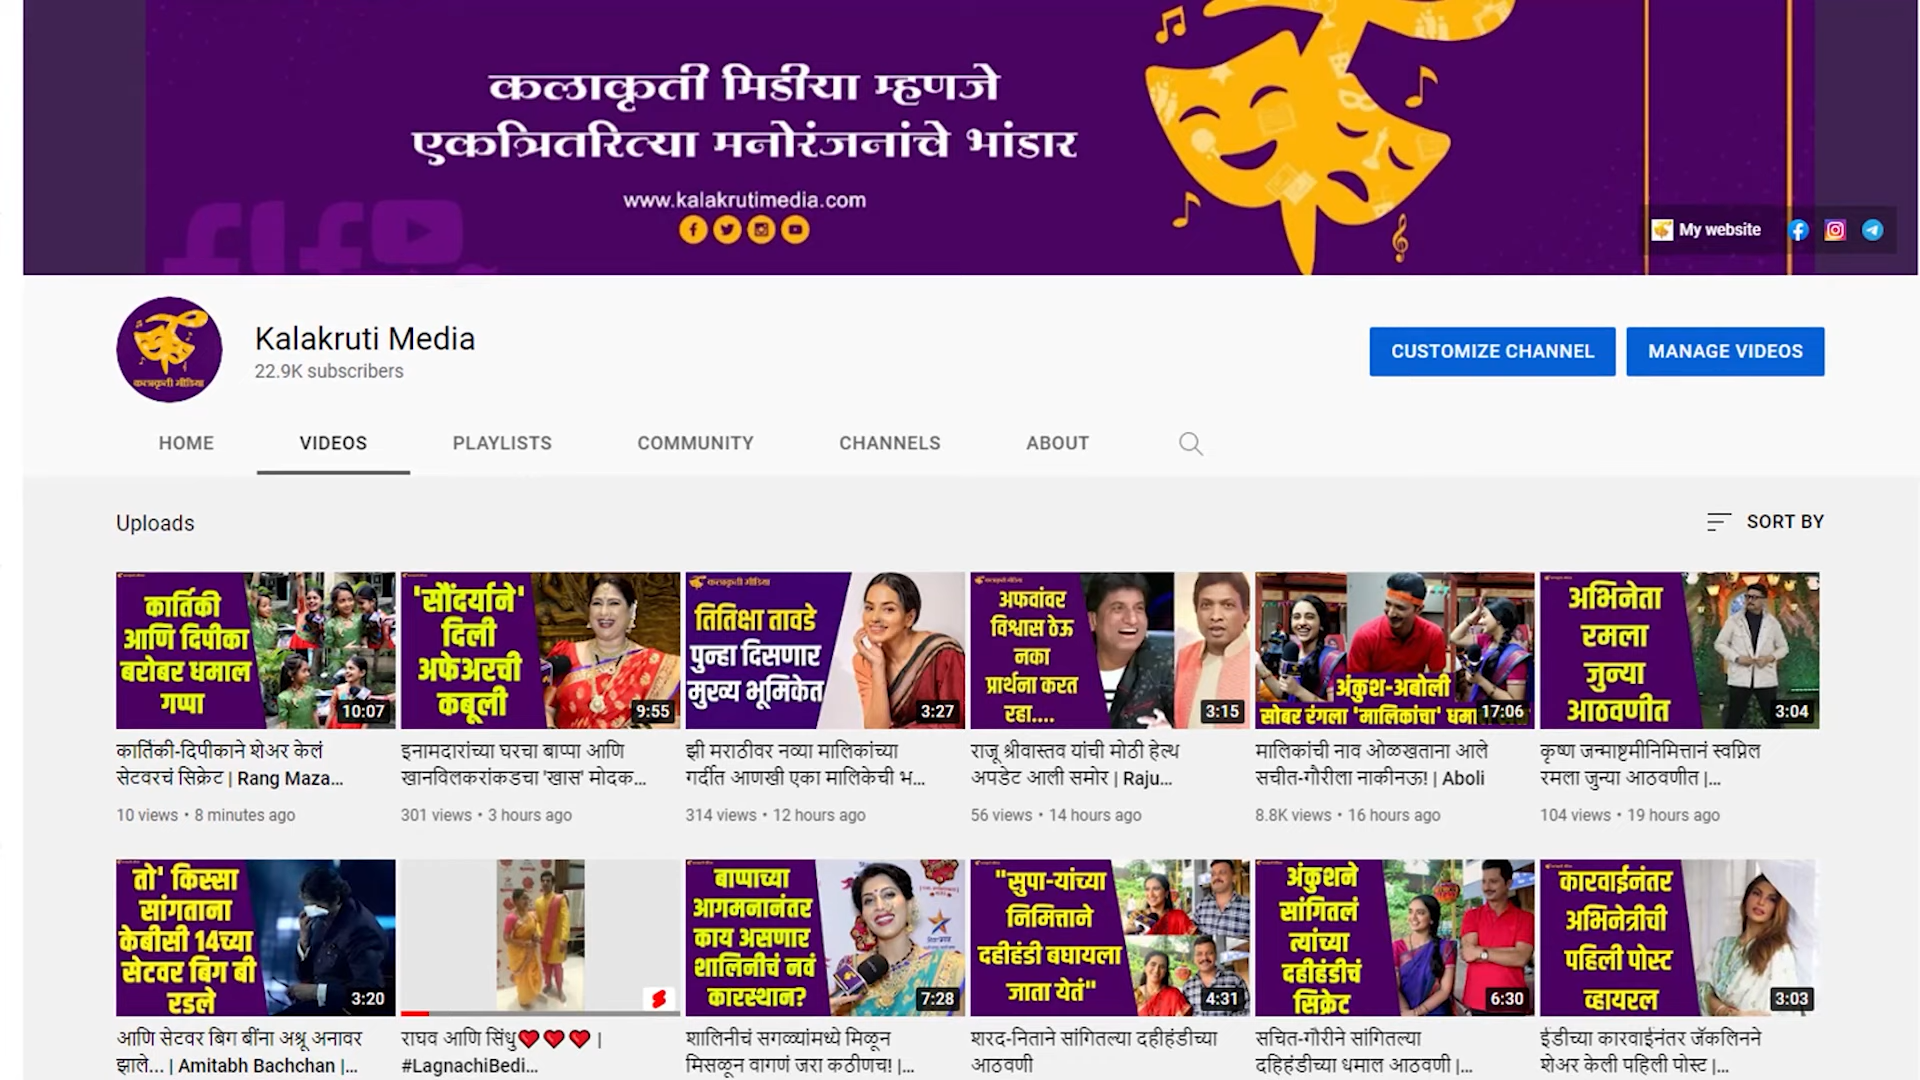 कलाकृती मिडीया म्हणजे
एकत्रितरित्या मनोरंजनांचे भांडार
www.kalakrutimedia.com
My website
कलाकृती मीडिया
Kalakruti Media
22.9K subscribers
CUSTOMIZE CHANNEL
MANAGE VIDEOS
HOME
VIDEOS
PLAYLISTS
COMMUNITY
CHANNELS
ABOUT
Uploads
SORT BY
कार्तिकी
आणि दिपीका
बरोबर धमाल
गप्पा
10:07
'सौंदर्याने'
दिली
अफेअरची
कबूली
9:55
कलाकृती मीडिया
तितिक्षा तावडे
पुन्हा दिसणार
मुख्य भूमिकेत
3:27
कलाकृती मीडिया
अफवांवर
विश्वास ठेऊ
नका
प्रार्थना करत
रहा....
3:15
अंकुश-अबोली
सोबर रंगला 'मालिकांचा'
17:06
अभिनेता
रमला
जुन्या
आठवणीत
3:04
कार्तिकी-दिपीकाने शेअर केलं
सेटवरचं सिक्रेट | Rang Maza...
10 views • 8 minutes ago
इनामदारांच्या घरचा बाप्पा आणि
खानविलकरांकडचा 'खास' मोदक...
301 views • 3 hours ago
झी मराठीवर नव्या मालिकांच्या
गर्दीत आणखी एका मालिकेची भ...
314 views • 12 hours ago
राजू श्रीवास्तव यांची मोठी हेल्थ
अपडेट आली समोर | Raju...
56 views • 14 hours ago
मालिकांची नाव ओळखताना आले
सचीत-गौरीला नाकीनऊ! | Aboli
8.8K views • 16 hours ago
कृष्ण जन्माष्टमीनिमित्तानं स्वप्निल
रमला जुन्या आठवणीत |...
104 views • 19 hours ago
तो' किस्सा
सांगताना
केबीसी 14च्या
सेटवर बिग बी
रडले
3:20
बाप्पाच्या
आगमनानंतर
काय असणार
शालिनीचं नवं
कारस्थान?
7:28
"सुपा-यांच्या
निमित्ताने
दहीहंडी बघायला
जाता येतं"
4:31
अंकुशने
सांगितलं
त्यांच्या
दहीहंडीचं
सिक्रेट
6:30
कारवाईनंतर
अभिनेत्रीची
पहिली पोस्ट
व्हायरल
3:03
आणि सेटवर बिग बींना अश्रू अनावर
झाले... | Amitabh Bachchan |...
राघव आणि सिंधु❤❤❤ |
#LagnachiBedi...
शालिनीचं सगळ्यांमध्ये मिळून
मिसळून वागणं जरा कठीणच! |...
शरद-निताने सांगितल्या दहीहंडीच्या
आठवणी
सचित-गौरीने सांगितल्या
दहिहंडीच्या धमाल आठवणी |...
ईडीच्या कारवाईनंतर जॅकलिनने
शेअर केली पहिली पोस्ट |...